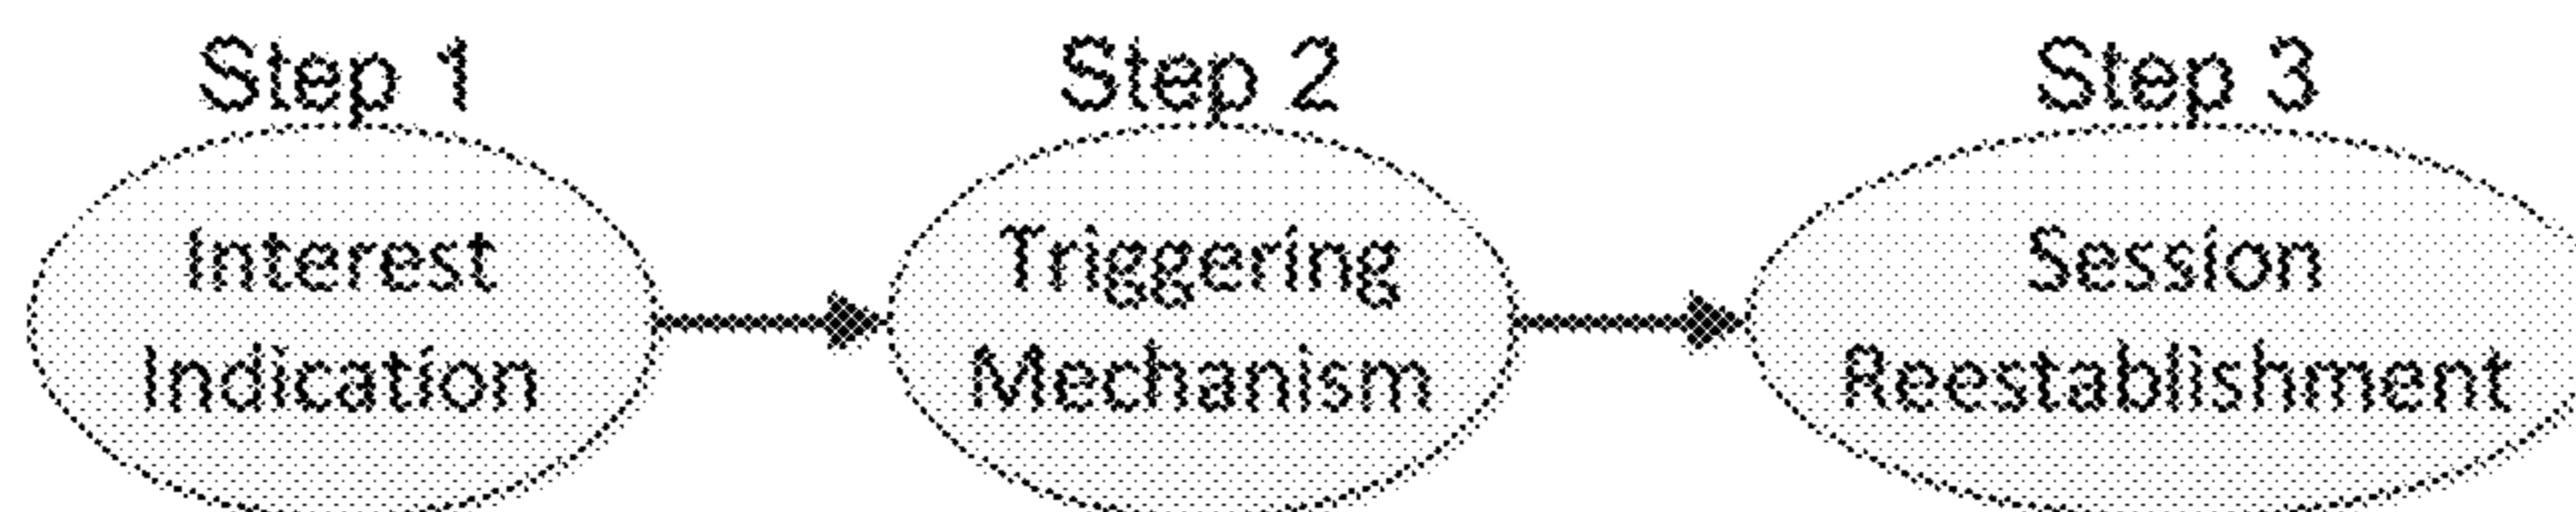 Step 1
Interest
Indication
Step 2
Triggering
Mechanism
Step 3
Session
Reestablishment